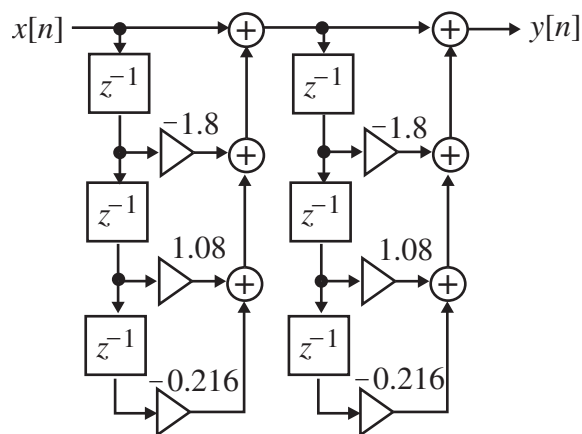 x[n] y[n]
z⁻¹ z⁻¹
−1.8 −1.8
z⁻¹ z⁻¹
1.08 1.08
z⁻¹ z⁻¹
−0.216 −0.216